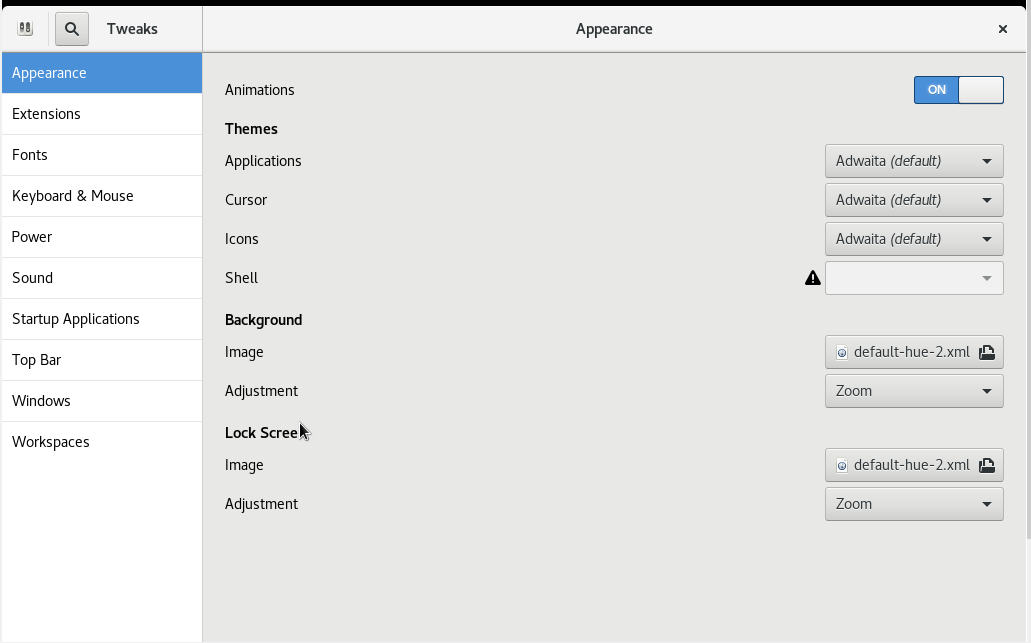 Tweaks
Appearance
Appearance
Extensions
Fonts
Keyboard & Mouse
Power
Sound
Startup Applications
Top Bar
Windows
Workspaces
Animations ON
Themes
Applications Adwaita (default)
Cursor Adwaita (default)
Icons Adwaita (default)
Shell
Background
Image default-hue-2.xml
Adjustment Zoom
Lock Scree
Image default-hue-2.xml
Adjustment Zoom